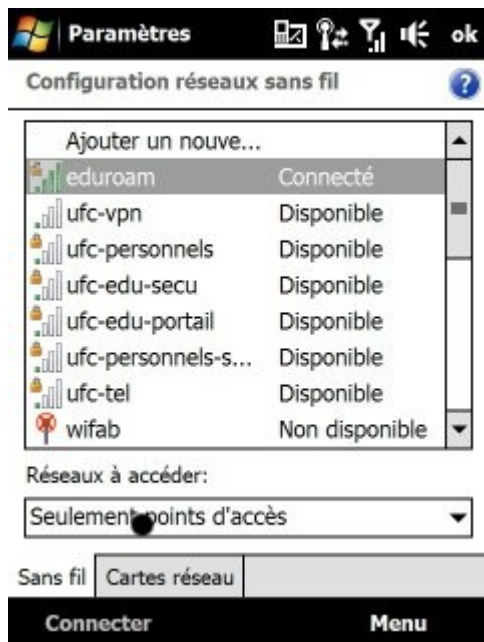 Paramètres ok
Configuration réseaux sans fil
Ajouter un nouve...
eduroam Connecté
ufc-vpn Disponible
ufc-personnels Disponible
ufc-edu-secu Disponible
ufc-edu-portail Disponible
ufc-personnels-s... Disponible
ufc-tel Disponible
wifab Non disponible
Réseaux à accéder:
Seulement points d'accès
Sans fil Cartes réseau
Connecter Menu